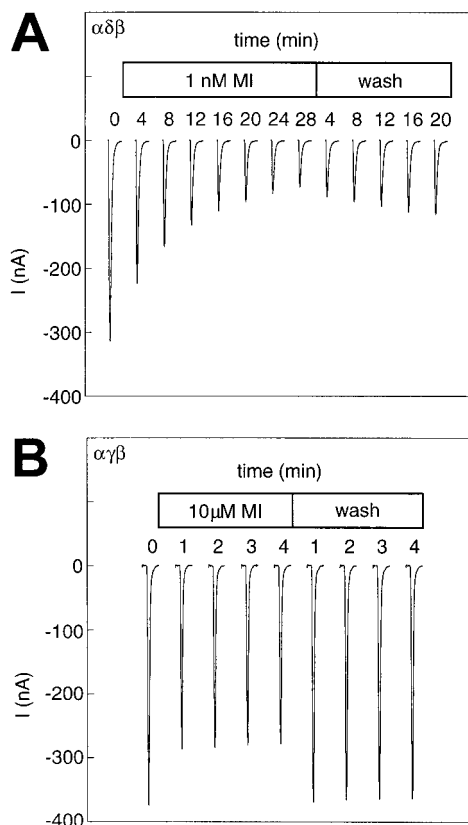 A
αδβ
time (min)
1 nM MI wash
0 4 8 12 16 20 24 28 4 8 12 16 20
0
-100
-200
-300
-400
I (nA)
B
αγβ
time (min)
10μM MI wash
0 1 2 3 4 1 2 3 4
0
-100
-200
-300
-400
I (nA)